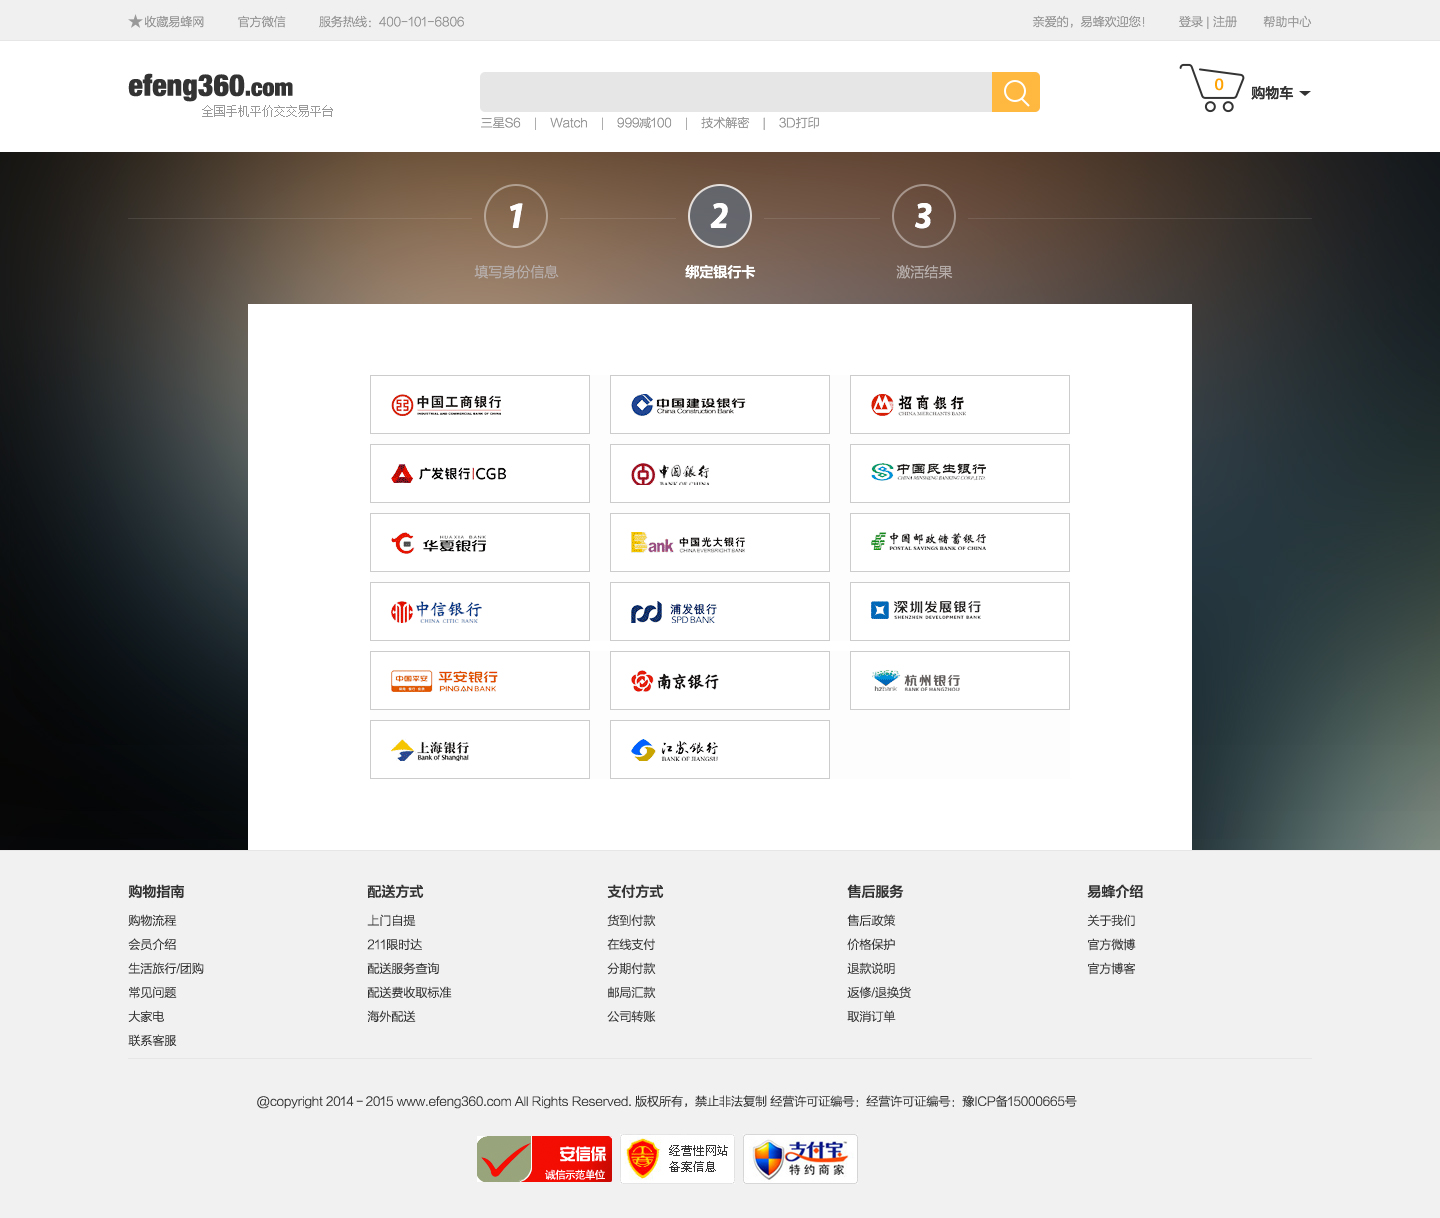 ★收藏易蜂网 官方微信 服务热线：400-101-6806 亲爱的，易蜂欢迎您！ 登录 | 注册 帮助中心
efeng360.com
全国手机平价交交易平台
0 购物车
三星S6 | Watch | 999减100 | 技术解密 | 3D打印
1 2 3
填写身份信息 绑定银行卡 激活结果
中国工商银行 中国建设银行 招商银行
INDUSTRIAL AND COMMERCIAL BANK OF CHINA China Construction Bank CHINA MERCHANTS BANK
广发银行|CGB 中国银行 中国民生银行
BANK OF CHINA CHINA MINSHENG BANKING CORP.,LTD.
HUAXIA BANK
华夏银行 Bank 中国光大银行 中国邮政储蓄银行
CHINA EVERBRIGHT BANK POSTAL SAVINGS BANK OF CHINA
中信银行 浦发银行 深圳发展银行
CHINA CITIC BANK SPD BANK SHENZHEN DEVELOPMENT BANK
中国平安 平安银行 南京银行 杭州银行
PING AN BANK hzbank BANK OF HANGZHOU
上海银行 江苏银行
Bank of Shanghai BANK OF JIANGSU
购物指南 配送方式 支付方式 售后服务 易蜂介绍
购物流程 上门自提 货到付款 售后政策 关于我们
会员介绍 211限时达 在线支付 价格保护 官方微博
生活旅行/团购 配送服务查询 分期付款 退款说明 官方博客
常见问题 配送费收取标准 邮局汇款 返修/退换货
大家电 海外配送 公司转账 取消订单
联系客服
@copyright 2014 - 2015 www.efeng360.com All Rights Reserved. 版权所有，禁止非法复制 经营许可证编号：经营许可证编号：豫ICP备15000665号
安信保 经营性网站 支付宝
诚信示范单位 备案信息 特约商家